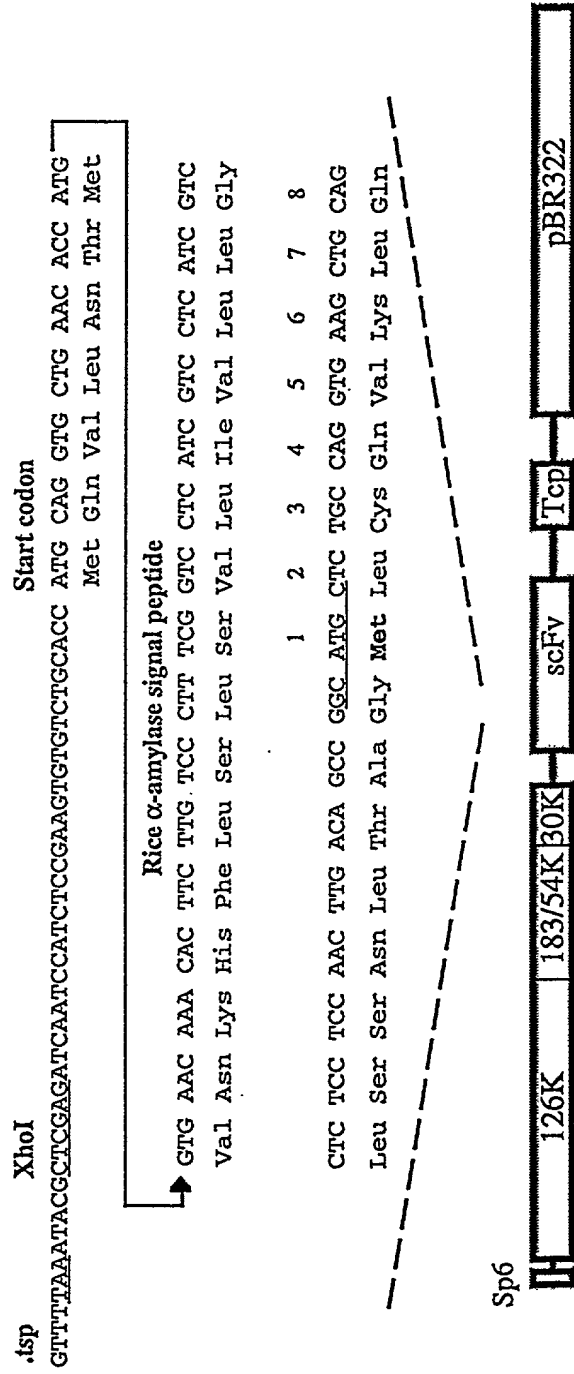 .tsp XhoI Start codon
GTTTTAAATACGCTCGAGATCAATCCATCTCCGAAGTGTGTCTGCACC ATG CAG GTG CTG AAC ACC ATG
Met Gln Val Leu Asn Thr Met
Rice α-amylase signal peptide
GTG AAC AAA CAC TTC TTG TCC CTT TCG GTC CTC ATC GTC CTC ATC GTC
Val Asn Lys His Phe Leu Ser Leu Ser Val Leu Ile Val Leu Leu Gly
1 2 3 4 5 6 7 8
CTC TCC TCC AAC TTG ACA GCC GGC ATG CTC TGC CAG GTG AAG CTG CAG
Leu Ser Ser Asn Leu Thr Ala Gly Met Leu Cys Gln Val Lys Leu Gln
Sp6
126K 183/54K 30K scFv Tcp pBR322